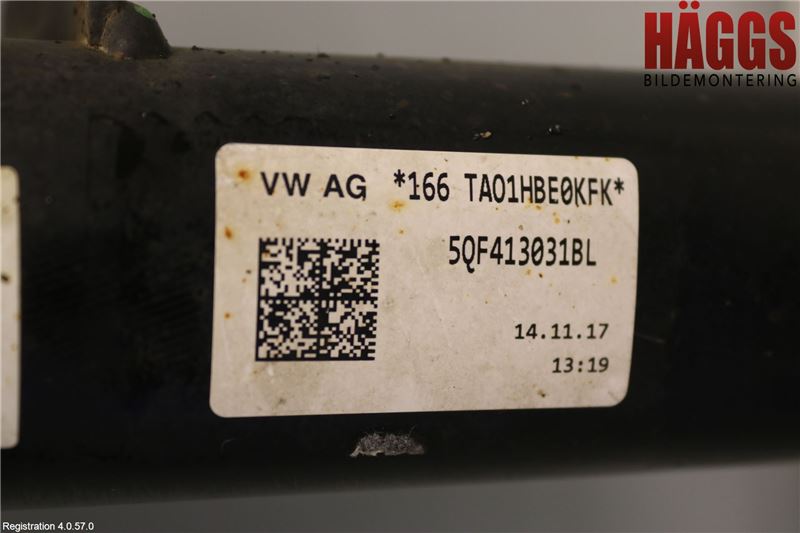 HÄGGS
BILDEMONTERING
VW AG *166 TA01HBE0KFK*
5QF413031BL
14.11.17
13:19
Registration 4.0.57.0